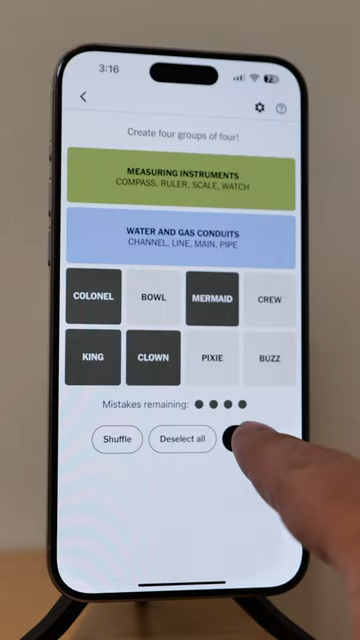 3:16
73
Create four groups of four!
MEASURING INSTRUMENTS
COMPASS, RULER, SCALE, WATCH
WATER AND GAS CONDUITS
CHANNEL, LINE, MAIN, PIPE
COLONEL BOWL MERMAID CREW
KING CLOWN PIXIE BUZZ
Mistakes remaining:
Shuffle Deselect all